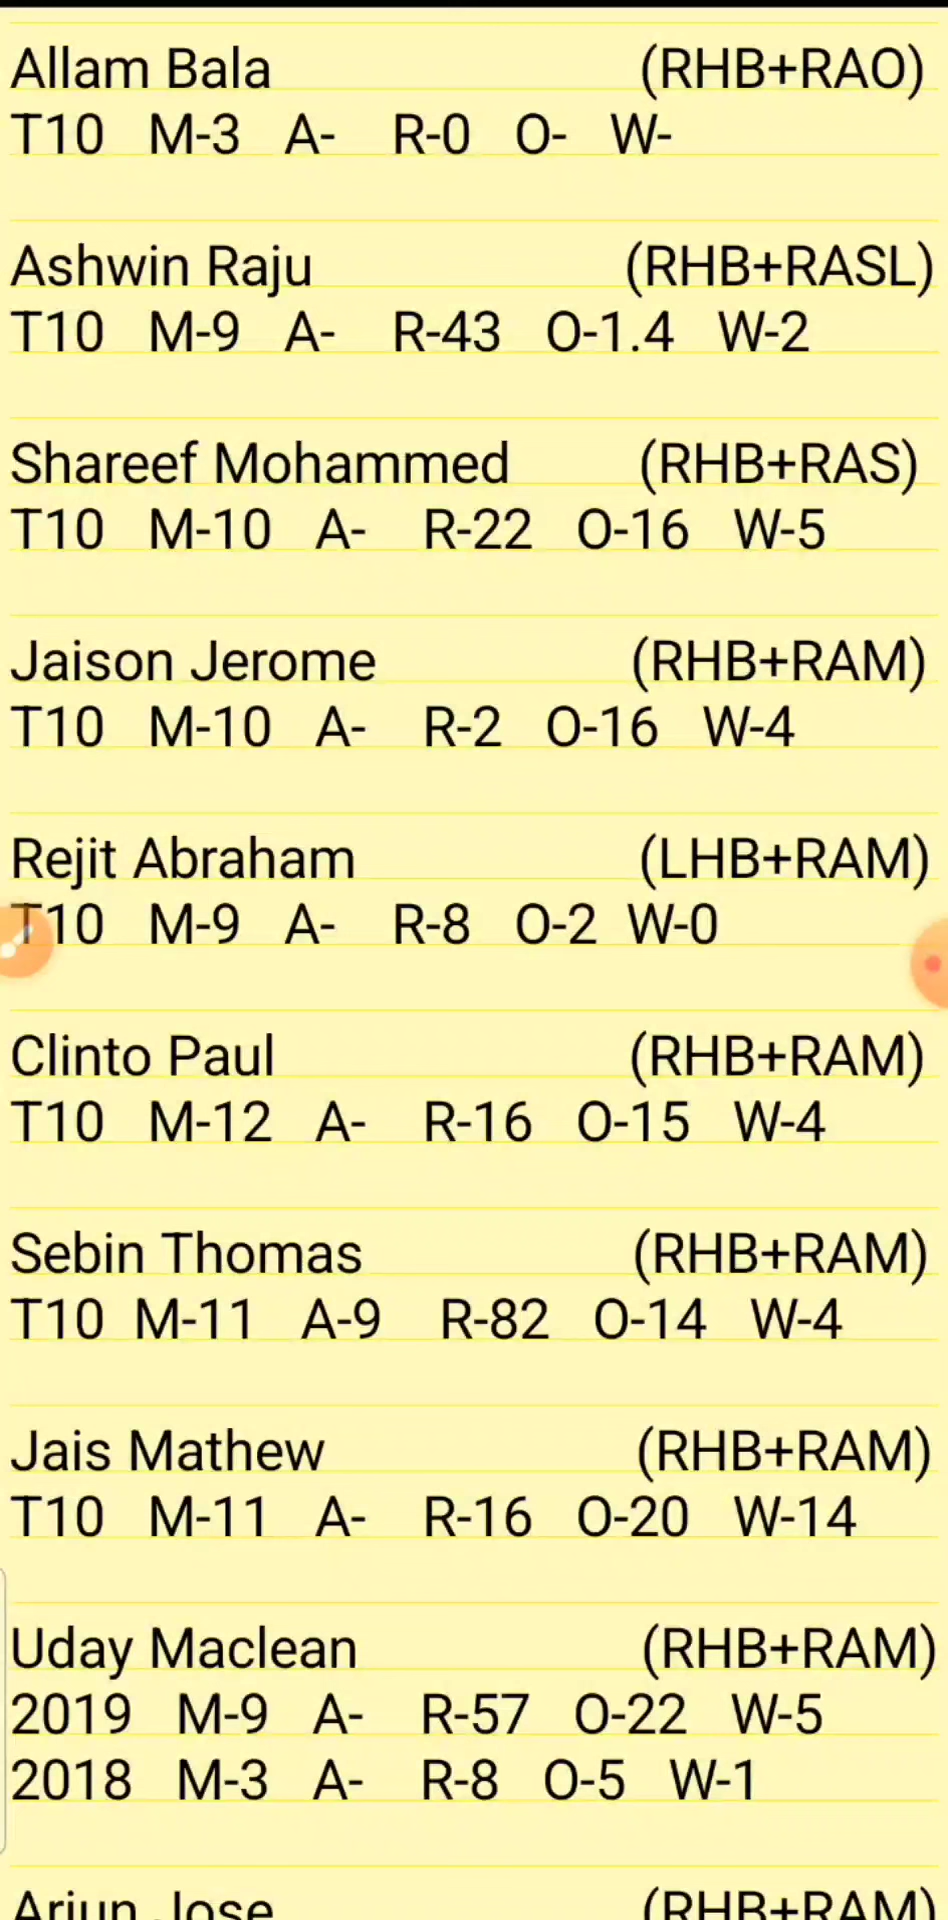 Allam Bala (RHB+RAO)
T10 M-3 A- R-0 O- W-
Ashwin Raju (RHB+RASL)
T10 M-9 A- R-43 O-1.4 W-2
Shareef Mohammed (RHB+RAS)
T10 M-10 A- R-22 O-16 W-5
Jaison Jerome (RHB+RAM)
T10 M-10 A- R-2 O-16 W-4
Rejit Abraham (LHB+RAM)
T10 M-9 A- R-8 O-2 W-0
Clinto Paul (RHB+RAM)
T10 M-12 A- R-16 O-15 W-4
Sebin Thomas (RHB+RAM)
T10 M-11 A-9 R-82 O-14 W-4
Jais Mathew (RHB+RAM)
T10 M-11 A- R-16 O-20 W-14
Uday Maclean (RHB+RAM)
2019 M-9 A- R-57 O-22 W-5
2018 M-3 A- R-8 O-5 W-1
Arjun Jose (RHB+RAM)